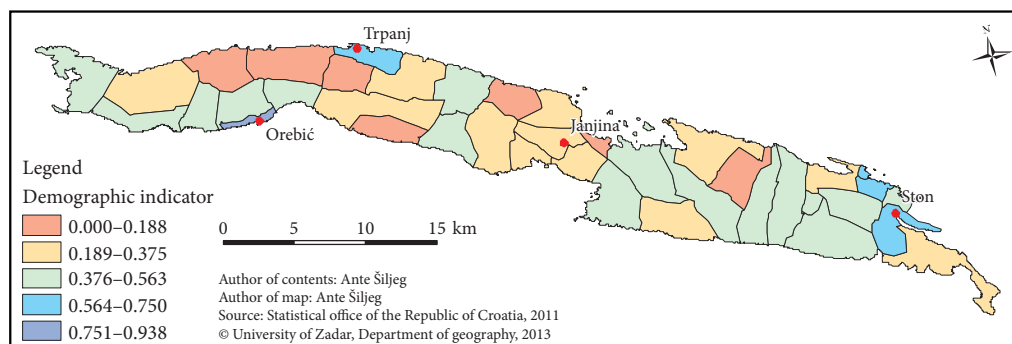 N
Trpanj
Orebić
Janjina
Ston
Legend
Demographic indicator
0.000–0.188
0.189–0.375
0.376–0.563
0.564–0.750
0.751–0.938
0 5 10 15 km
Author of contents: Ante Šiljeg
Author of map: Ante Šiljeg
Source: Statistical office of the Republic of Croatia, 2011
© University of Zadar, Department of geography, 2013